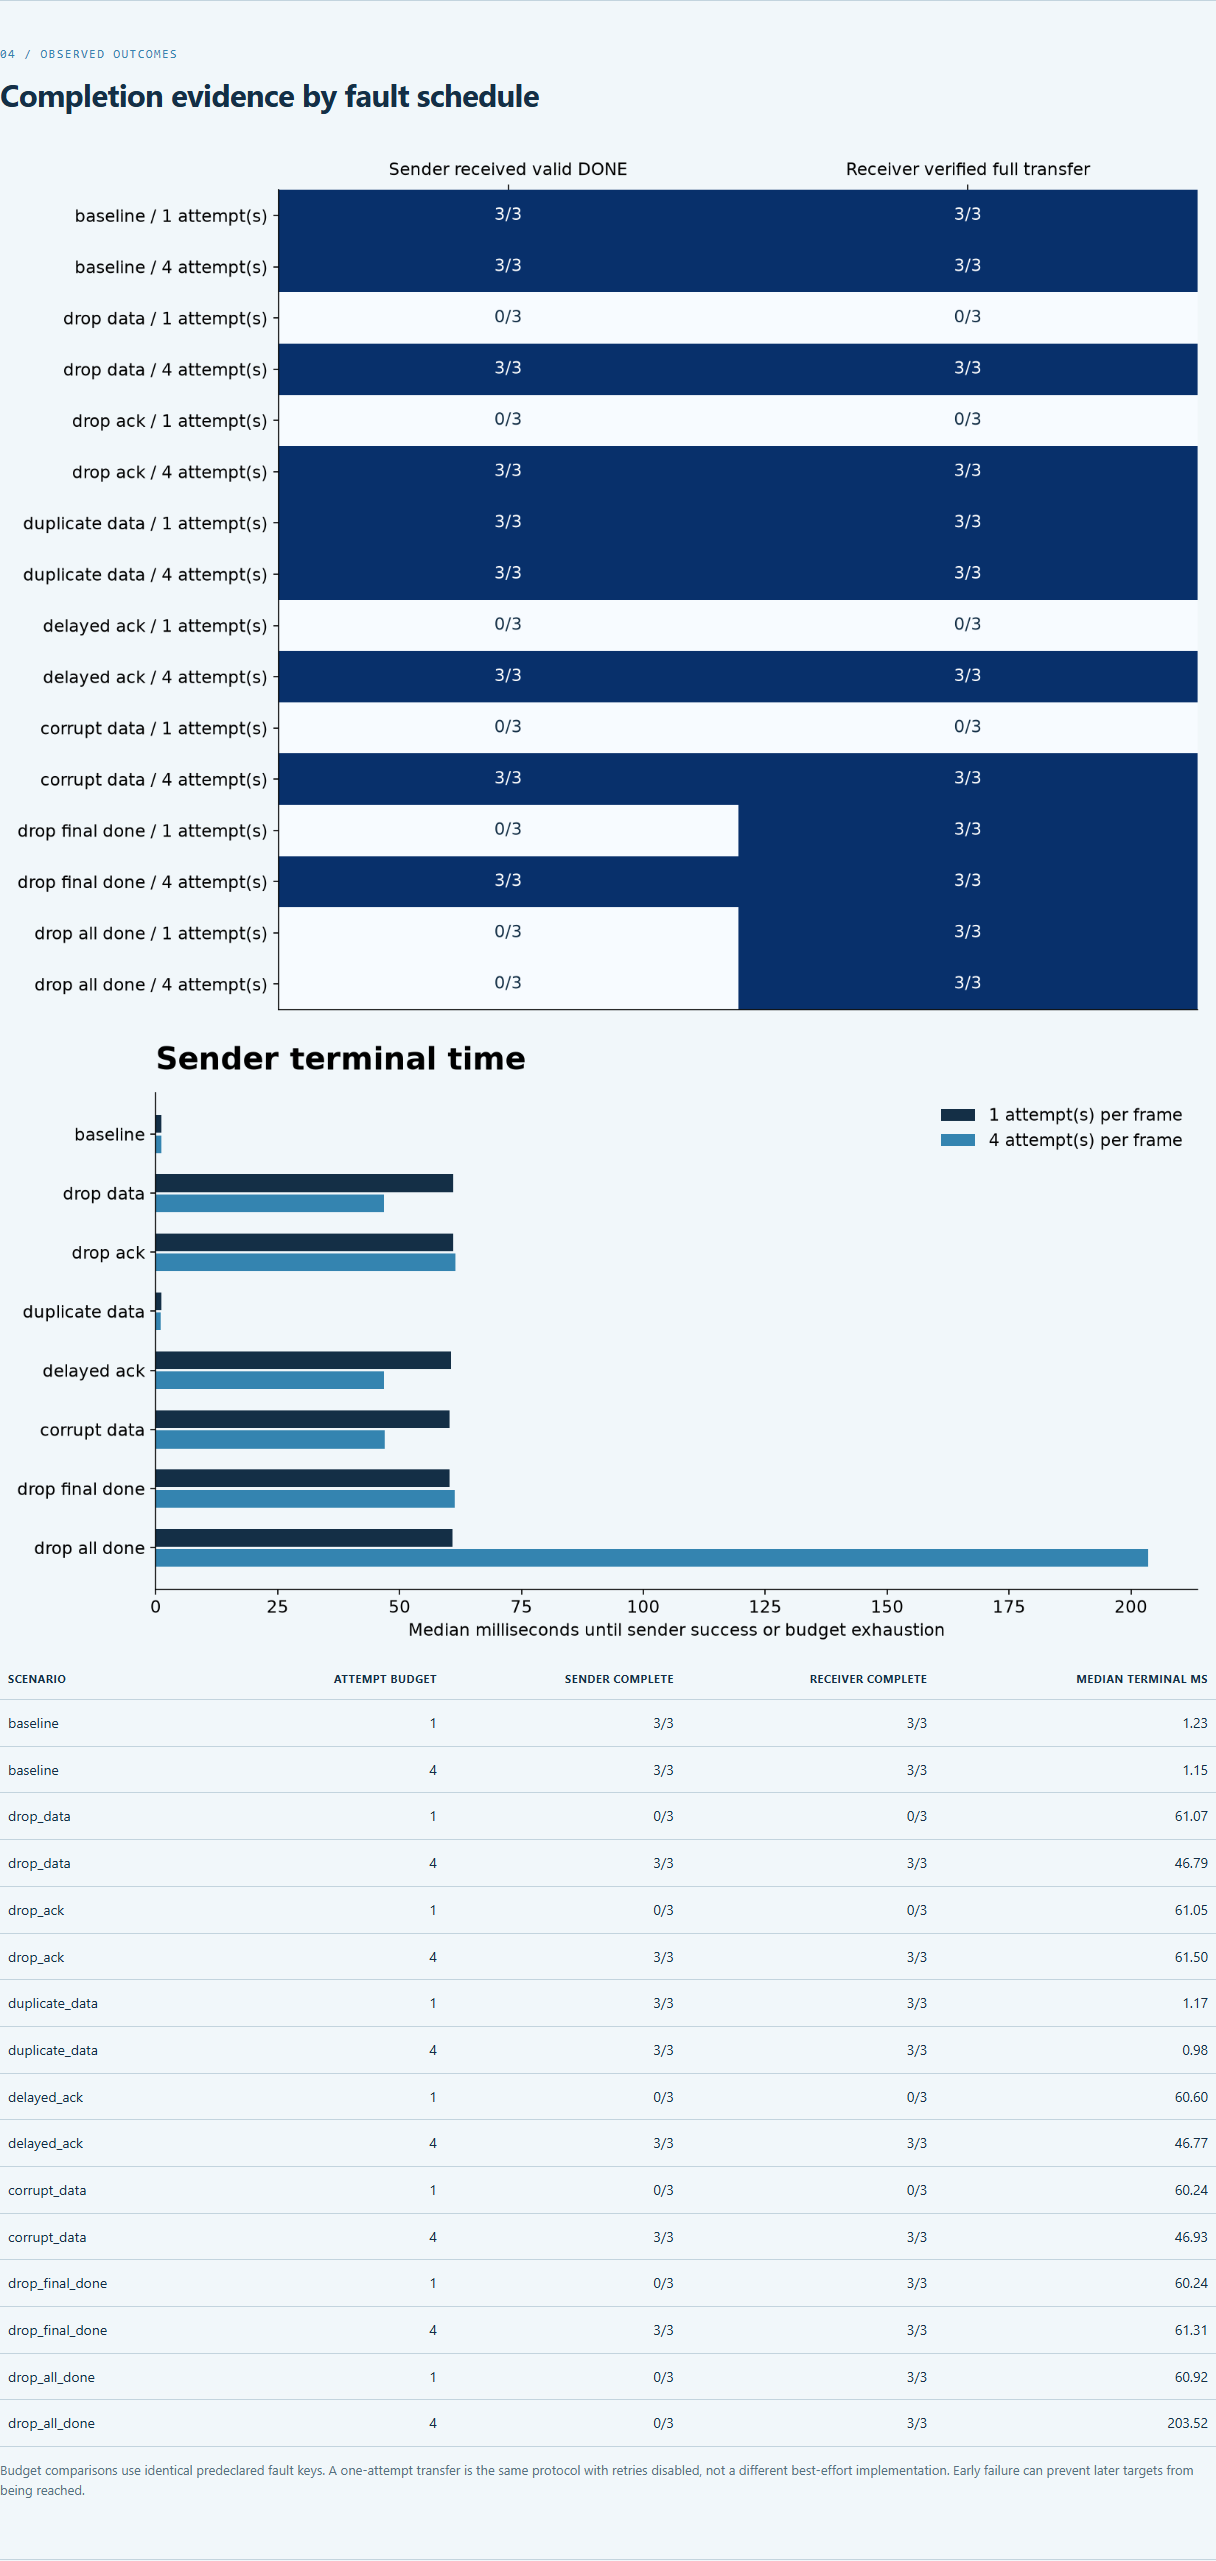 04 / OBSERVED OUTCOMES
Completion evidence by fault schedule
Sender received valid DONE Receiver verified full transfer
baseline / 1 attempt(s) 3/3 3/3
baseline / 4 attempt(s) 3/3 3/3
drop data / 1 attempt(s) 0/3 0/3
drop data / 4 attempt(s) 3/3 3/3
drop ack / 1 attempt(s) 0/3 0/3
drop ack / 4 attempt(s) 3/3 3/3
duplicate data / 1 attempt(s) 3/3 3/3
duplicate data / 4 attempt(s) 3/3 3/3
delayed ack / 1 attempt(s) 0/3 0/3
delayed ack / 4 attempt(s) 3/3 3/3
corrupt data / 1 attempt(s) 0/3 0/3
corrupt data / 4 attempt(s) 3/3 3/3
drop final done / 1 attempt(s) 0/3 3/3
drop final done / 4 attempt(s) 3/3 3/3
drop all done / 1 attempt(s) 0/3 3/3
drop all done / 4 attempt(s) 0/3 3/3
Sender terminal time
1 attempt(s) per frame
4 attempt(s) per frame
baseline
drop data
drop ack
duplicate data
delayed ack
corrupt data
drop final done
drop all done
0 25 50 75 100 125 150 175 200
Median milliseconds until sender success or budget exhaustion
SCENARIO ATTEMPT BUDGET SENDER COMPLETE RECEIVER COMPLETE MEDIAN TERMINAL MS
baseline 1 3/3 3/3 1.23
baseline 4 3/3 3/3 1.15
drop_data 1 0/3 0/3 61.07
drop_data 4 3/3 3/3 46.79
drop_ack 1 0/3 0/3 61.05
drop_ack 4 3/3 3/3 61.50
duplicate_data 1 3/3 3/3 1.17
duplicate_data 4 3/3 3/3 0.98
delayed_ack 1 0/3 0/3 60.60
delayed_ack 4 3/3 3/3 46.77
corrupt_data 1 0/3 0/3 60.24
corrupt_data 4 3/3 3/3 46.93
drop_final_done 1 0/3 3/3 60.24
drop_final_done 4 3/3 3/3 61.31
drop_all_done 1 0/3 3/3 60.92
drop_all_done 4 0/3 3/3 203.52
Budget comparisons use identical predeclared fault keys. A one-attempt transfer is the same protocol with retries disabled, not a different best-effort implementation. Early failure can prevent later targets from
being reached.